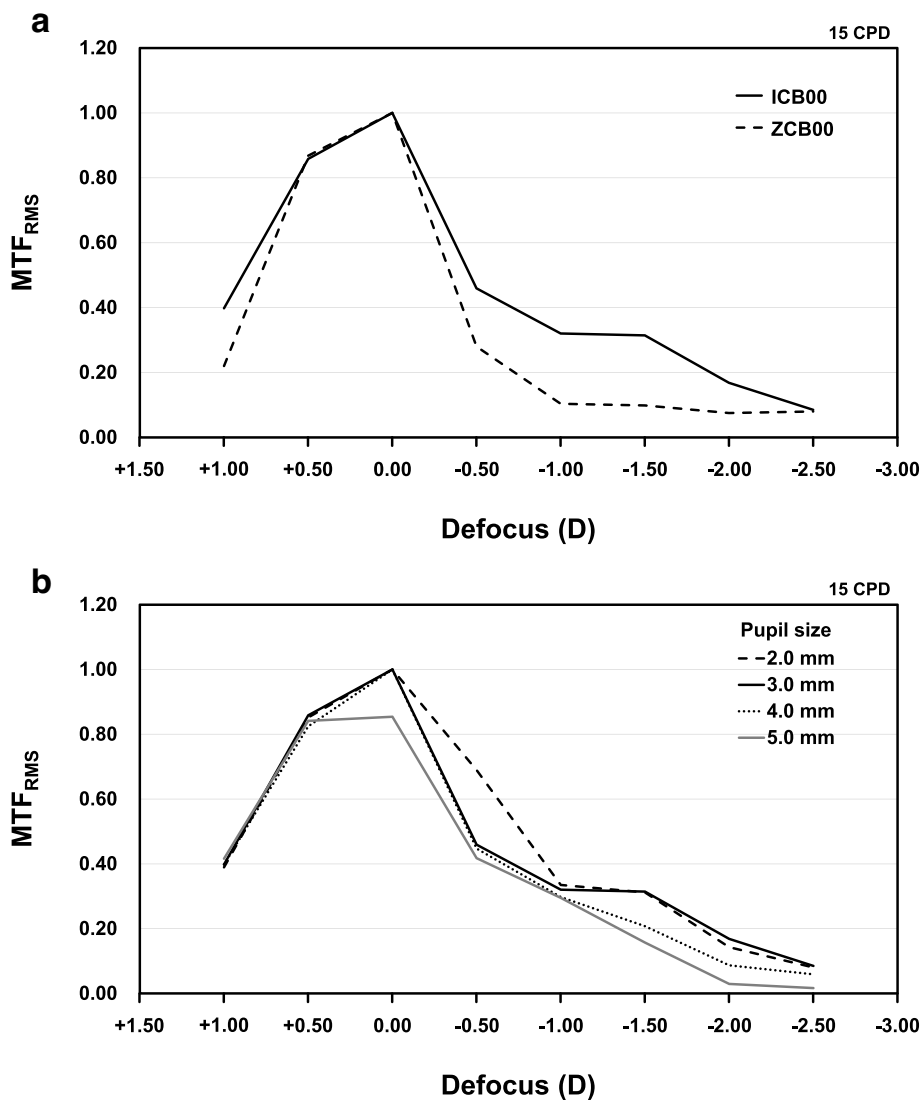 a
15 CPD
1.20
1.00
0.80
0.60
0.40
0.20
0.00
MTFRMS
ICB00
ZCB00
+1.50 +1.00 +0.50 0.00 -0.50 -1.00 -1.50 -2.00 -2.50 -3.00
Defocus (D)
b
15 CPD
1.20
1.00
0.80
0.60
0.40
0.20
0.00
MTFRMS
Pupil size
2.0 mm
3.0 mm
4.0 mm
5.0 mm
+1.50 +1.00 +0.50 0.00 -0.50 -1.00 -1.50 -2.00 -2.50 -3.00
Defocus (D)